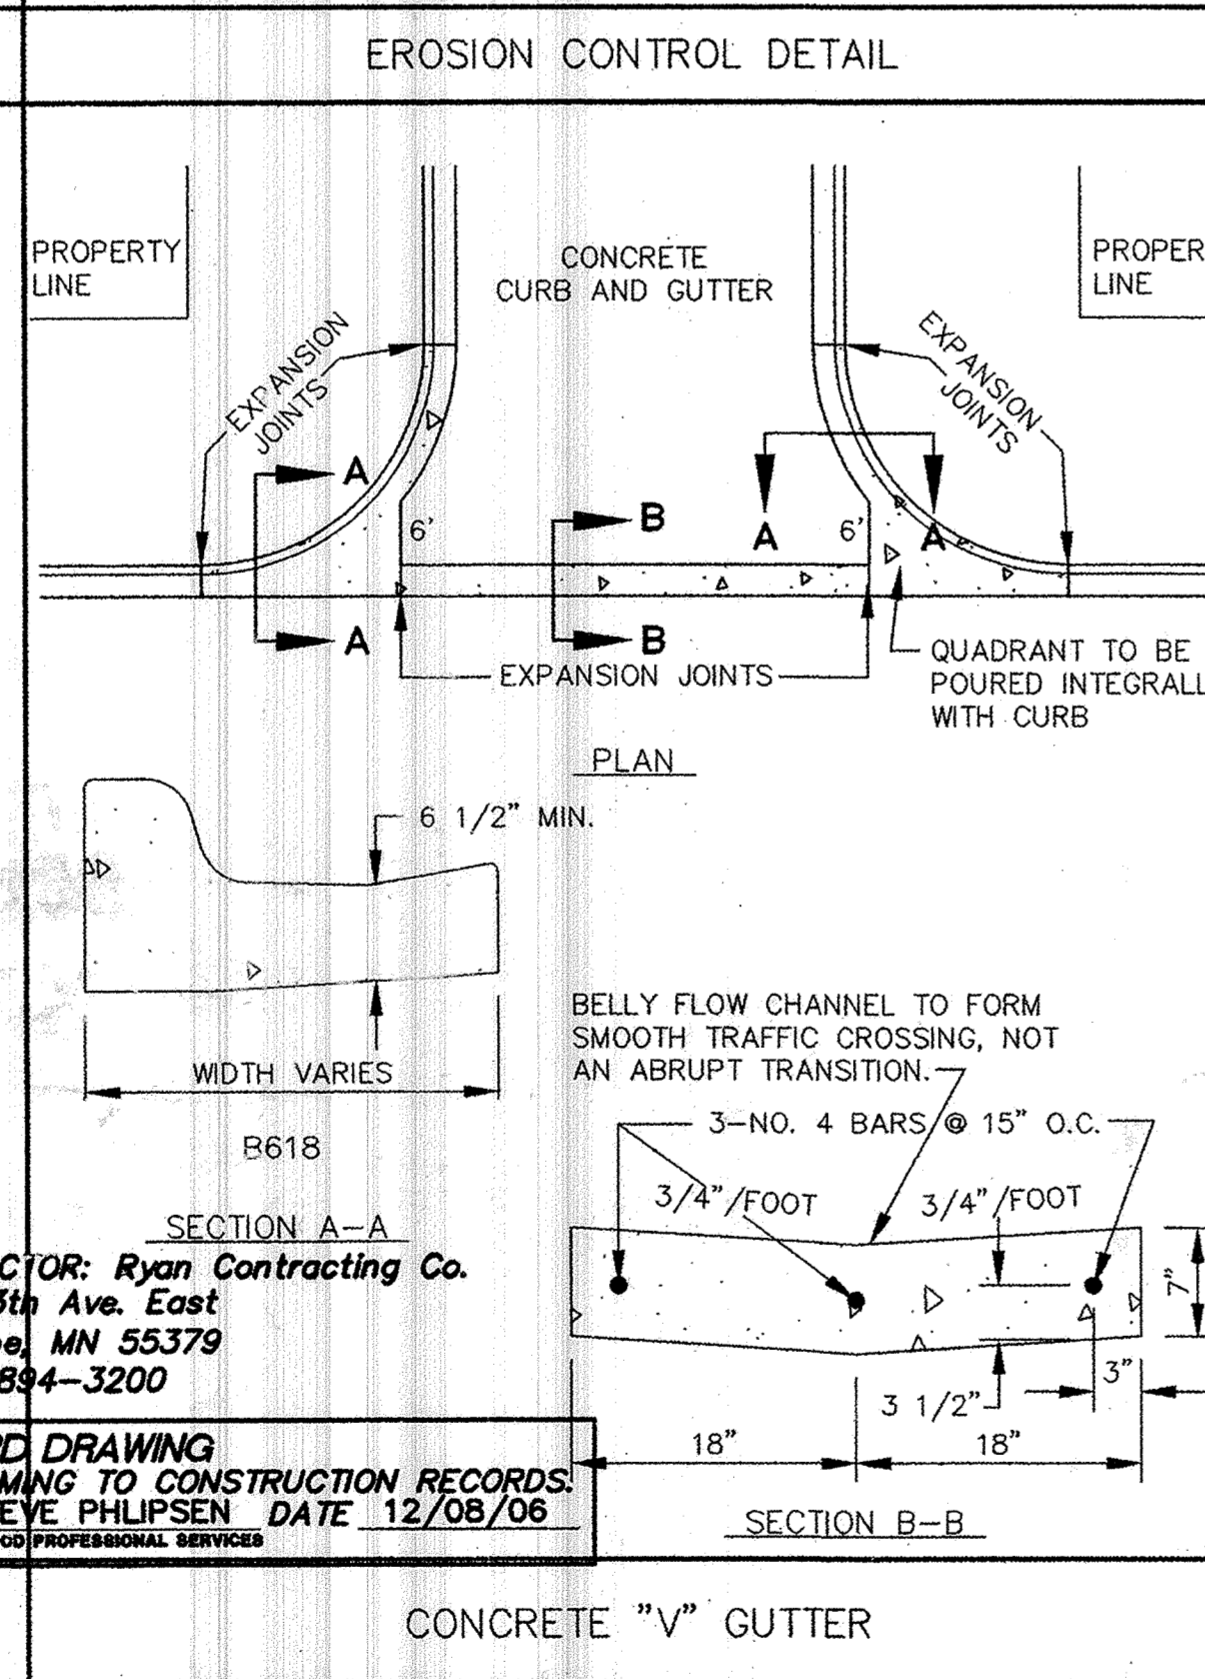 EROSION CONTROL DETAIL
PROPERTY
LINE
CONCRETE
CURB AND GUTTER
PROPER
LINE
EXPANSION
JOINTS
EXPANSION
JOINTS
A
A
6'
B
B
A
A
6'
EXPANSION JOINTS
QUADRANT TO BE
POURED INTEGRALL
WITH CURB
PLAN
6 1/2" MIN.
WIDTH VARIES
B618
SECTION A-A
BELLY FLOW CHANNEL TO FORM
SMOOTH TRAFFIC CROSSING, NOT
AN ABRUPT TRANSITION.
3-NO. 4 BARS @ 15" O.C.
3/4"/FOOT
3/4"/FOOT
7"
3"
3 1/2"
18"
18"
SECTION B-B
CTOR: Ryan Contracting Co.
th Ave. East
e, MN 55379
894-3200
RD DRAWING
MING TO CONSTRUCTION RECORDS.
EVE PHLIPSEN DATE 12/08/06
OD PROFESSIONAL SERVICES
CONCRETE "V" GUTTER